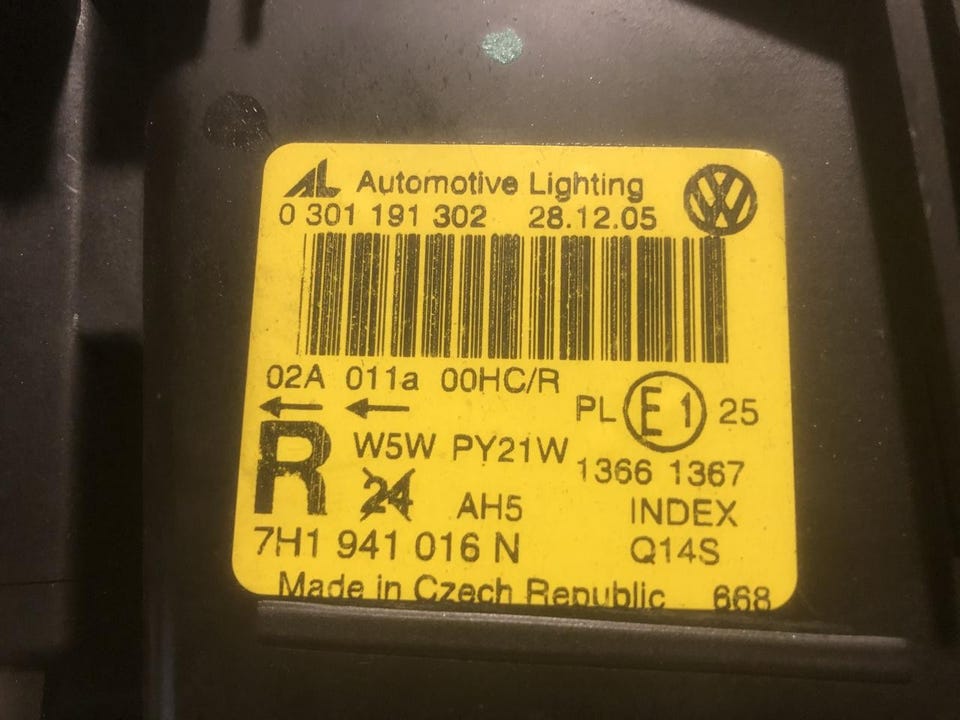 AL Automotive Lighting
0 301 191 302 28.12.05
02A 011a 00HC/R
PL E1 25
R W5W PY21W
1366 1367
24 AH5 INDEX
7H1 941 016 N Q14S
Made in Czech Republic 668